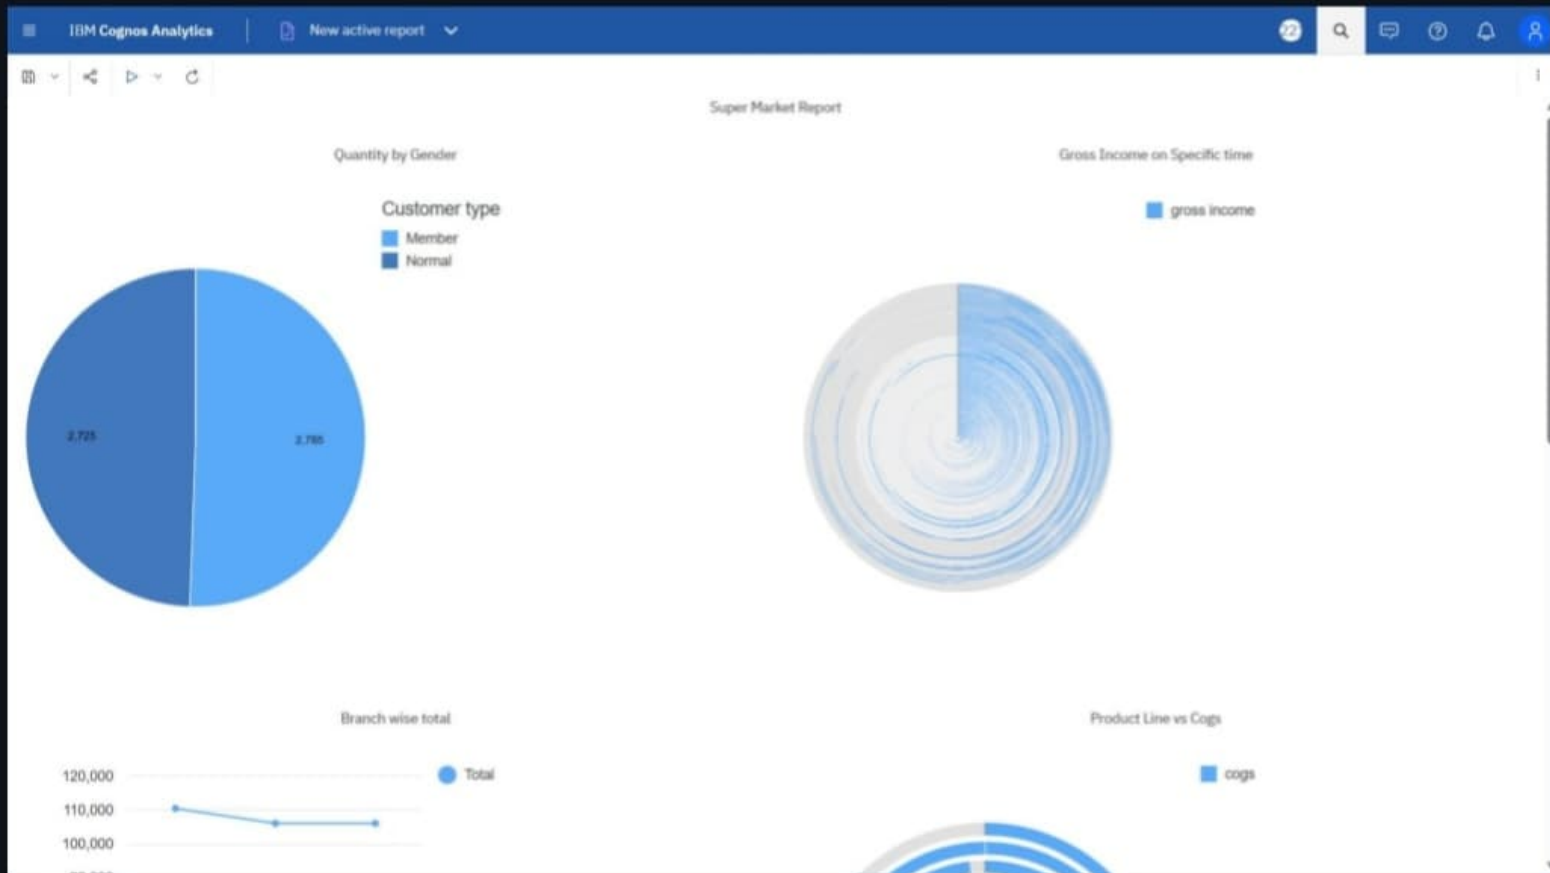 IBM Cognos Analytics
New active report
22
Super Market Report
Quantity by Gender
Customer type
Member
Normal
2,725
2,785
Gross Income on Specific time
gross income
Branch wise total
120,000
110,000
100,000
Total
Product Line vs Cogs
cogs